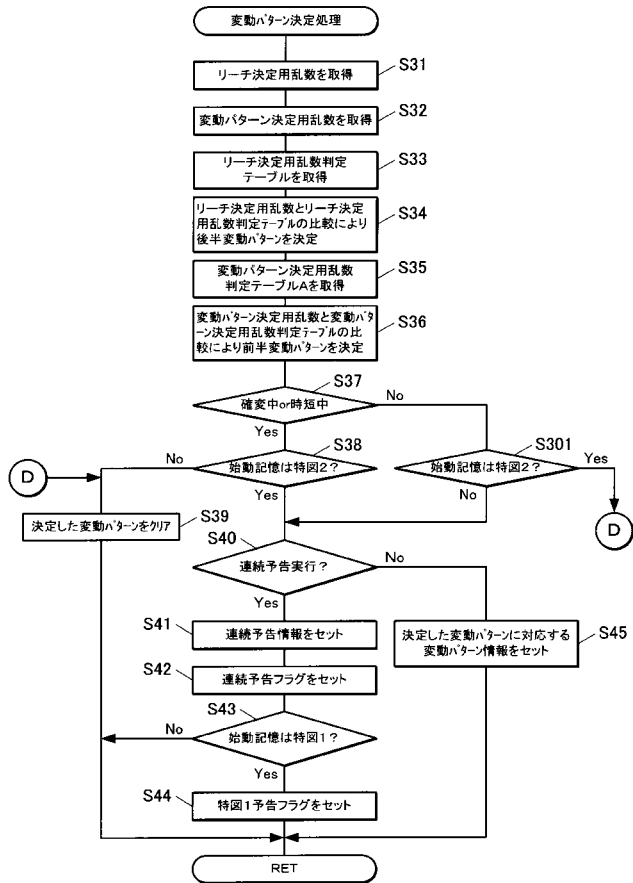 変動パターン決定処理
リーチ決定用乱数を取得
S31
変動パターン決定用乱数を取得
S32
リーチ決定用乱数判定
テーブルを取得
S33
リーチ決定用乱数とリーチ決定
用乱数判定テーブルの比較により
後半変動パターンを決定
S34
変動パターン決定用乱数
判定テーブルAを取得
S35
変動パターン決定用乱数と変動パ
ターン決定用乱数判定テーブルの比
較により前半変動パターンを決定
S36
S37
確変中or時短中
No
Yes
S38
S301
No
始動記憶は特図2?
始動記憶は特図2?
Yes
D
Yes
No
D
S39
決定した変動パターンをクリア
S40
連続予告実行?
No
Yes
S41
連続予告情報をセット
決定した変動パターンに対応する
変動パターン情報をセット
S45
S42
連続予告フラグをセット
S43
No
始動記憶は特図1?
Yes
S44
特図1予告フラグをセット
RET